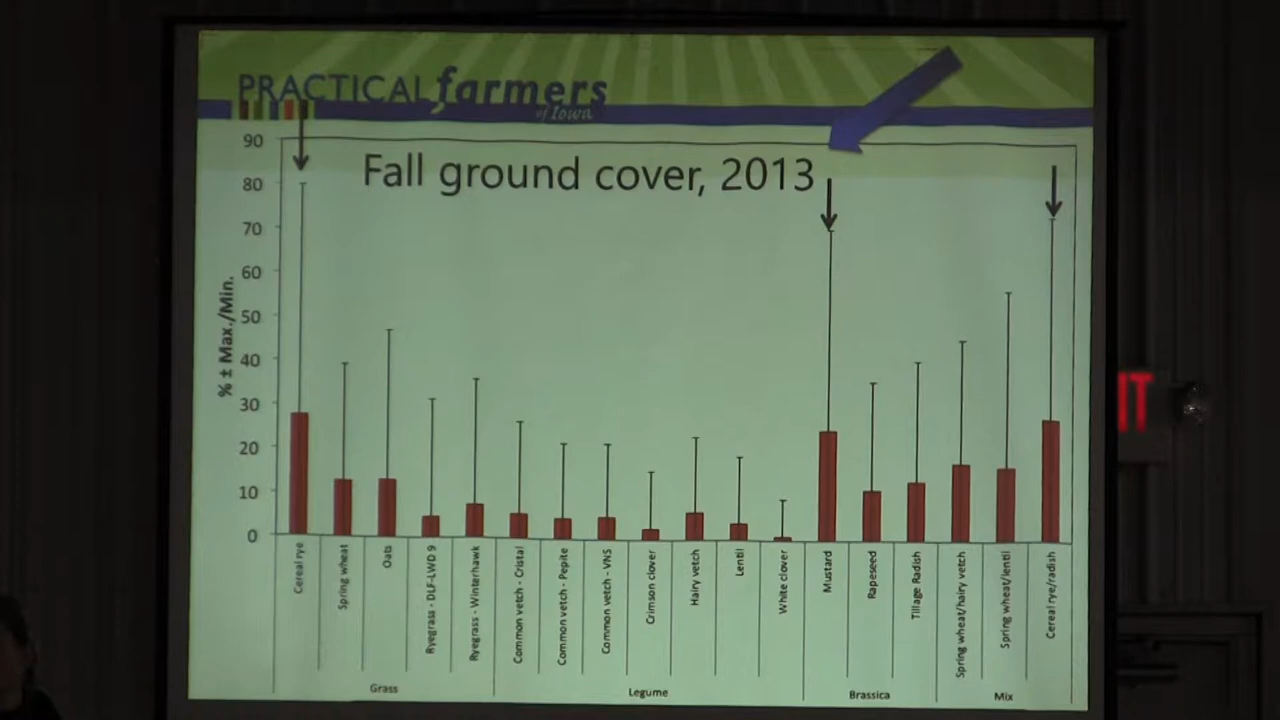 PRACTICAL farmers
of Iowa
Fall ground cover, 2013
% ± Max./Min.
90
80
70
60
50
40
30
20
10
0
Cereal rye
Spring wheat
Oats
Ryegrass - DLF-LWD 9
Ryegrass - Winterhawk
Common vetch - Cristal
Common vetch - Pepite
Common vetch - VNS
Crimson clover
Hairy vetch
Lentil
White clover
Mustard
Rapeseed
Tillage Radish
Spring wheat/hairy vetch
Spring wheat/lentil
Cereal rye/radish
Grass
Legume
Brassica
Mix
IT